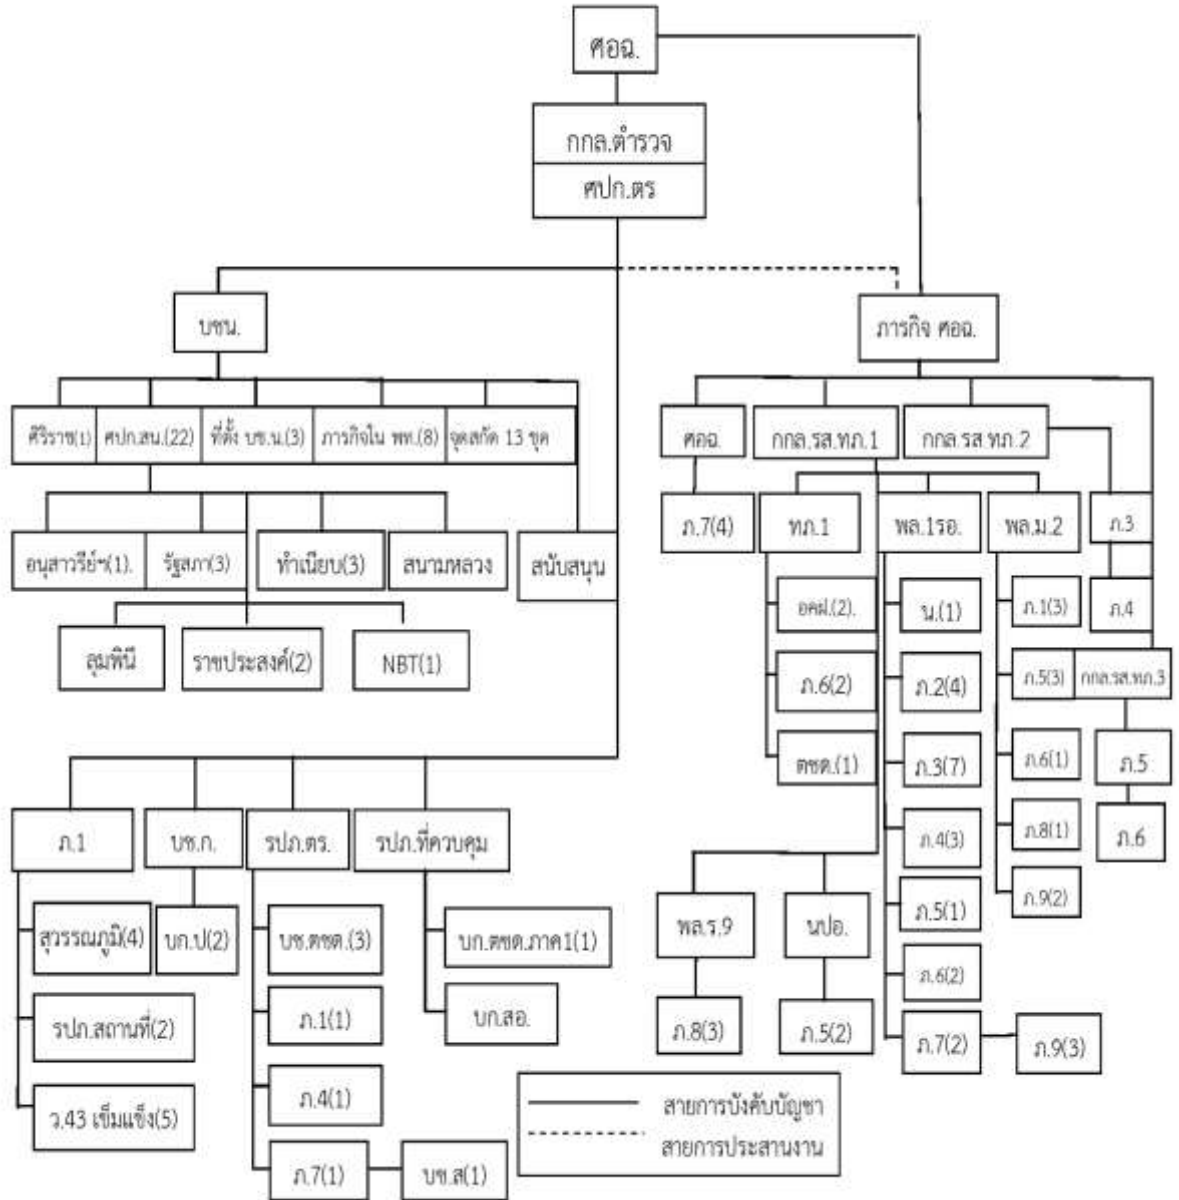 ศอฉ.
กกล.ตำรวจ
ศปก.ตร
บชน.
ภารกิจ ศอฉ.
ศิริราช(1)
ศปก.สน.(22)
ที่ตั้ง บช.น.(3)
ภารกิจใน พท.(8)
จุดสกัด 13 ชุด
ศอฉ.
กกล.รส.ทภ.1
กกล.รส ทภ.2
ภ.7(4)
ทภ.1
พล.1รอ.
พล.ม.2
ภ.3
อนุสาวรีย์ฯ(1).
รัฐสภา(3)
ทำเนียบ(3)
สนามหลวง
สนับสนุน
อคฝ.(2).
น.(1)
ภ.1(3)
ภ.4
ลุมพินี
ราชประสงค์(2)
NBT(1)
ภ.6(2)
ภ.2(4)
ภ.5(3)
กกล.รส.ทภ.3
ตชด.(1)
ภ.3(7)
ภ.6(1)
ภ.5
ภ.1
บช.ก.
รปภ.ตร.
รปภ.ที่ควบคุม
ภ.4(3)
ภ.8(1)
ภ.6
สุวรรณภูมิ(4)
บก.ป(2)
บช.ตชด.(3)
บก.ตชด.ภาค1(1)
พล.ร.9
นปอ.
ภ.5(1)
ภ.9(2)
ภ.6(2)
รปภ.สถานที่(2)
ภ.1(1)
บก.สอ.
ภ.8(3)
ภ.5(2)
ภ.7(2)
ภ.9(3)
ว.43 เข็มแข็ง(5)
ภ.4(1)
สายการบังคับบัญชา
สายการประสานงาน
ภ.7(1)
บช.ส(1)